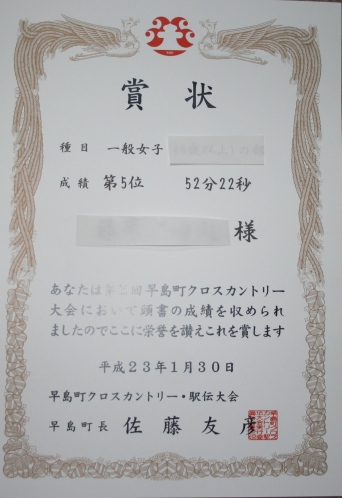 賞状
種目 一般女子
成績 第5位 52分22秒
様
あなたは第 回早島町クロスカントリー
大会において頭書の成績を収められ
ましたのでここに栄誉を讃えこれを賞します
平成23年1月30日
早島町クロスカントリー・駅伝大会
早島町長 佐藤友彦